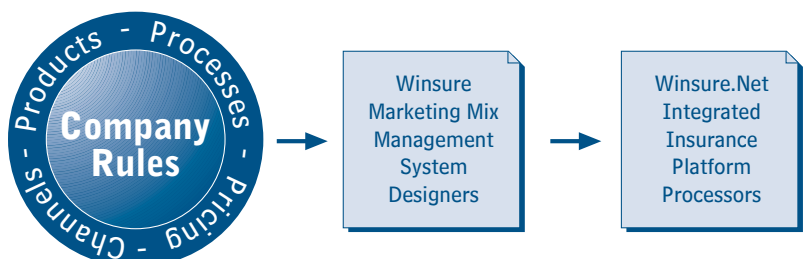 Products - Processes - Pricing - Channels -
Company
Rules
Winsure
Marketing Mix
Management
System
Designers
Winsure.Net
Integrated
Insurance
Platform
Processors